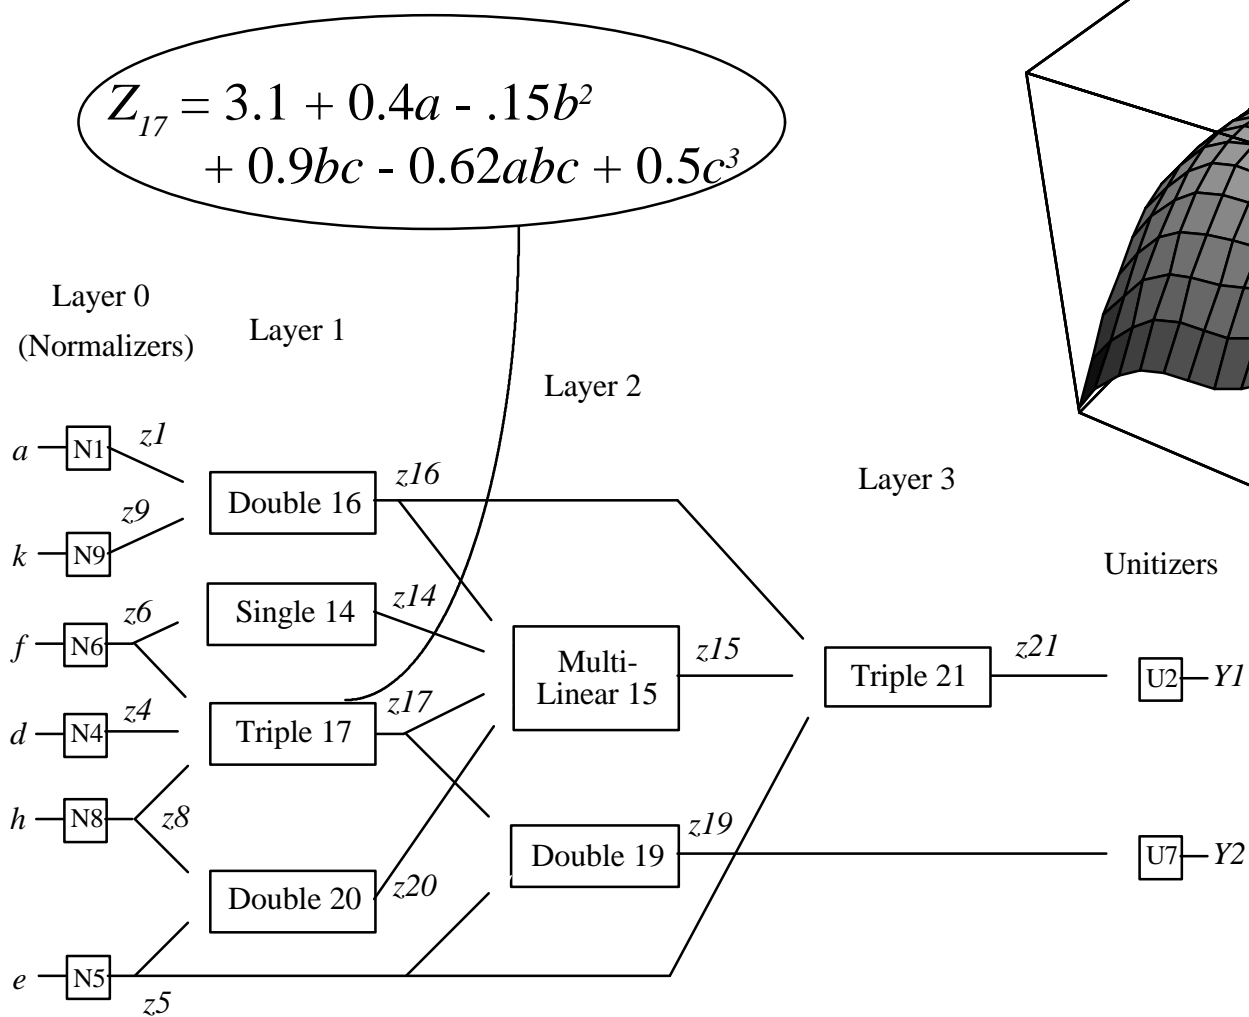 Z17 = 3.1 + 0.4a - .15b²
+ 0.9bc - 0.62abc + 0.5c³
Layer 0
(Normalizers)
Layer 1
Layer 2
Layer 3
Unitizers
a
N1
z1
k
N9
z9
f
N6
z6
d
N4
z4
h
N8
z8
e
N5
z5
Double 16
z16
Single 14
z14
Triple 17
z17
Double 20
z20
Multi-
Linear 15
z15
Double 19
z19
Triple 21
z21
U2
Y1
U7
Y2